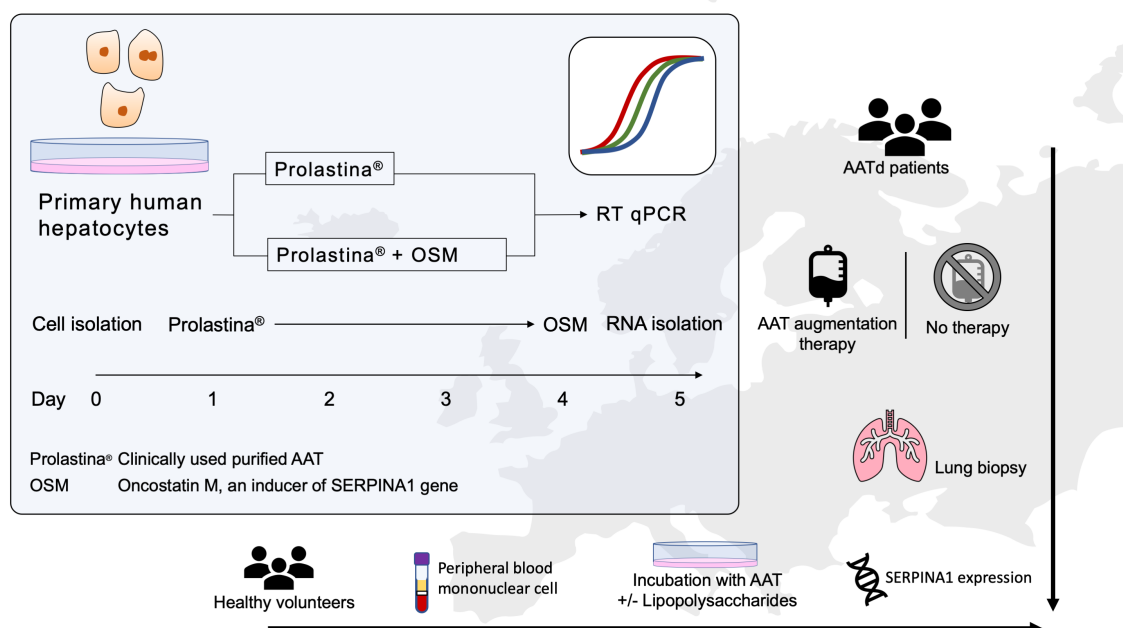 Primary human
hepatocytes
Prolastina®
Prolastina® + OSM
RT qPCR
Cell isolation Prolastina® OSM RNA isolation
Day 0 1 2 3 4 5
Prolastina® Clinically used purified AAT
OSM Oncostatin M, an inducer of SERPINA1 gene
AATd patients
AAT augmentation
therapy
No therapy
Lung biopsy
Healthy volunteers
Peripheral blood
mononuclear cell
Incubation with AAT
+/- Lipopolysaccharides
SERPINA1 expression